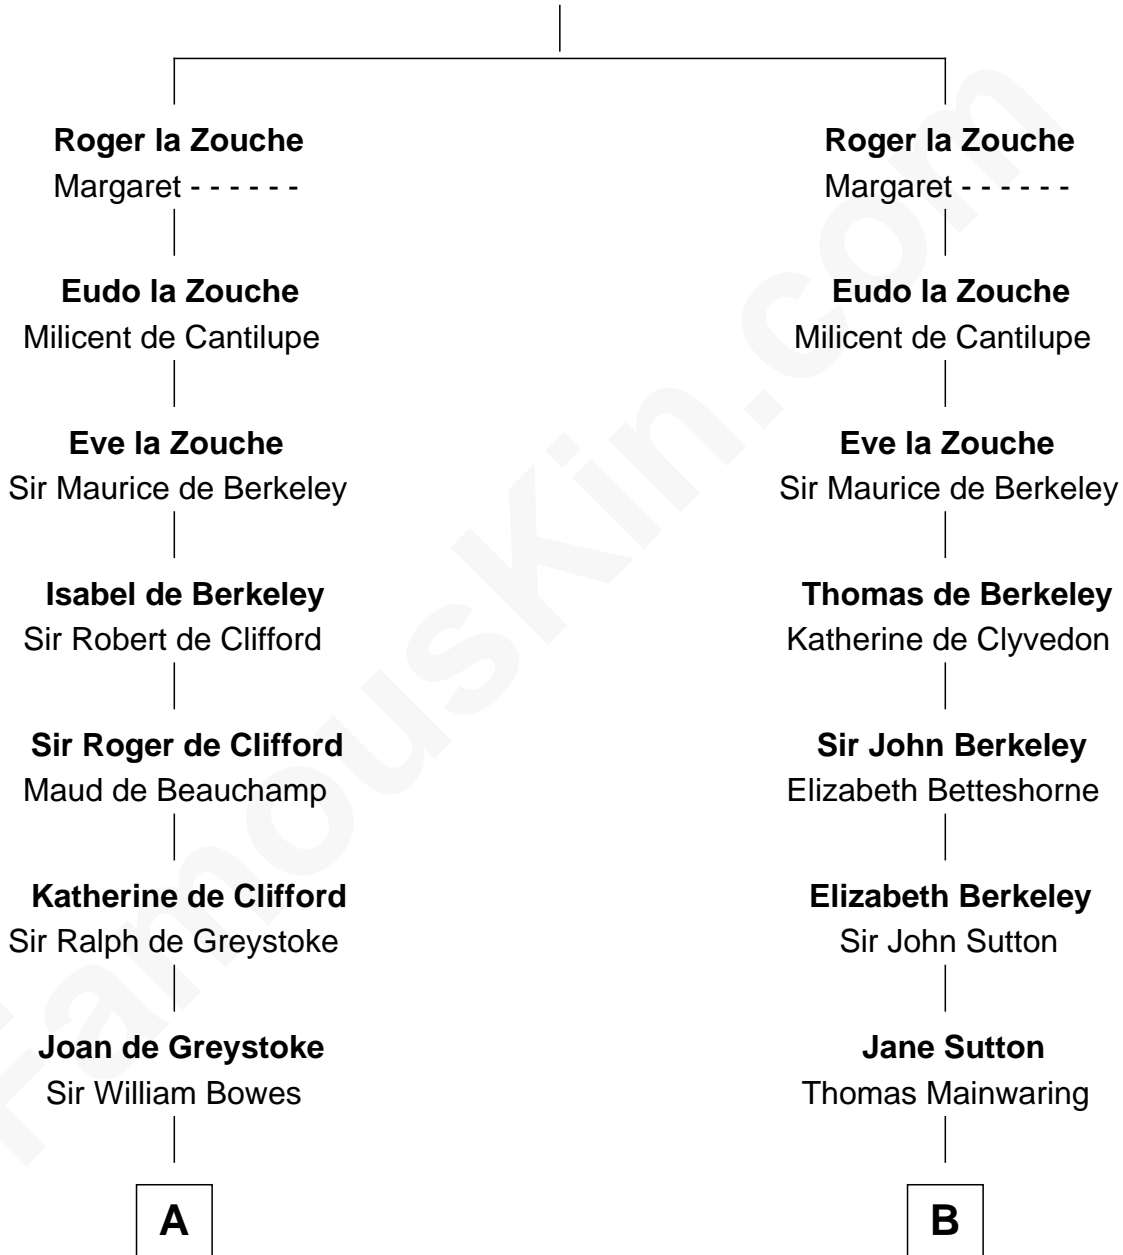 Roger la Zouche
Margaret - - - - - -
Eudo la Zouche
Milicent de Cantilupe
Eve la Zouche
Sir Maurice de Berkeley
Isabel de Berkeley
Sir Robert de Clifford
Sir Roger de Clifford
Maud de Beauchamp
Katherine de Clifford
Sir Ralph de Greystoke
Joan de Greystoke
Sir William Bowes
A
Roger la Zouche
Margaret - - - - - -
Eudo la Zouche
Milicent de Cantilupe
Eve la Zouche
Sir Maurice de Berkeley
Thomas de Berkeley
Katherine de Clyvedon
Sir John Berkeley
Elizabeth Betteshorne
Elizabeth Berkeley
Sir John Sutton
Jane Sutton
Thomas Mainwaring
B
FamousKin.com